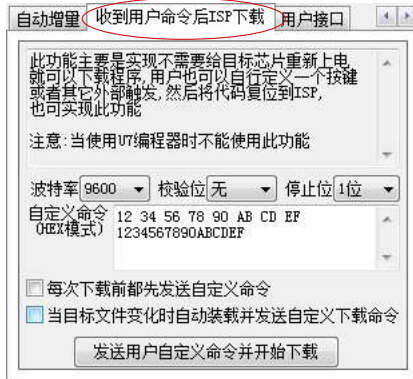 自动增量 收到用户命令后ISP下载 用户接口
此功能主要是实现不需要给目标芯片重新上电
就可以下载程序,用户也可以自行定义一个按键
或者其它外部触发,然后将代码复位到ISP,
也可实现此功能
注意:当使用U7编程器时不能使用此功能
波特率 9600 校验位 无 停止位 1位
自定义命令 12 34 56 78 90 AB CD EF
(HEX模式) 1234567890ABCDEF
每次下载前都先发送自定义命令
当目标文件变化时自动装载并发送自定义下载命令
发送用户自定义命令并开始下载